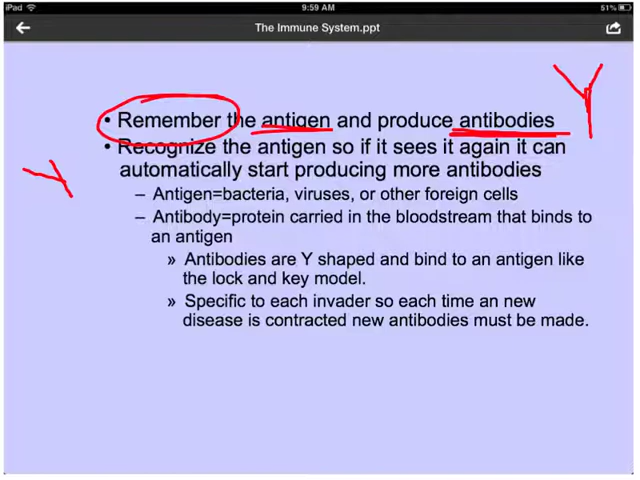 iPad 9:59 AM 51%
The Immune System.ppt
• Remember the antigen and produce antibodies
• Recognize the antigen so if it sees it again it can
automatically start producing more antibodies
– Antigen=bacteria, viruses, or other foreign cells
– Antibody=protein carried in the bloodstream that binds to
an antigen
» Antibodies are Y shaped and bind to an antigen like
the lock and key model.
» Specific to each invader so each time an new
disease is contracted new antibodies must be made.
Y
Y